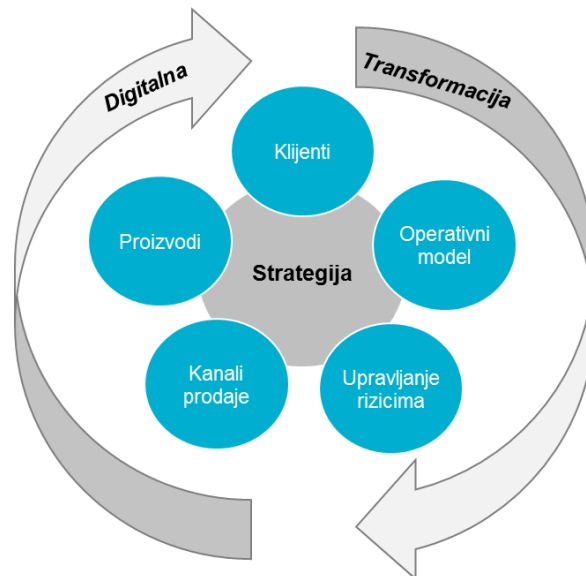 Digitalna
Transformacija
Klijenti
Proizvodi
Operativni
model
Strategija
Kanali
prodaje
Upravljanje
rizicima